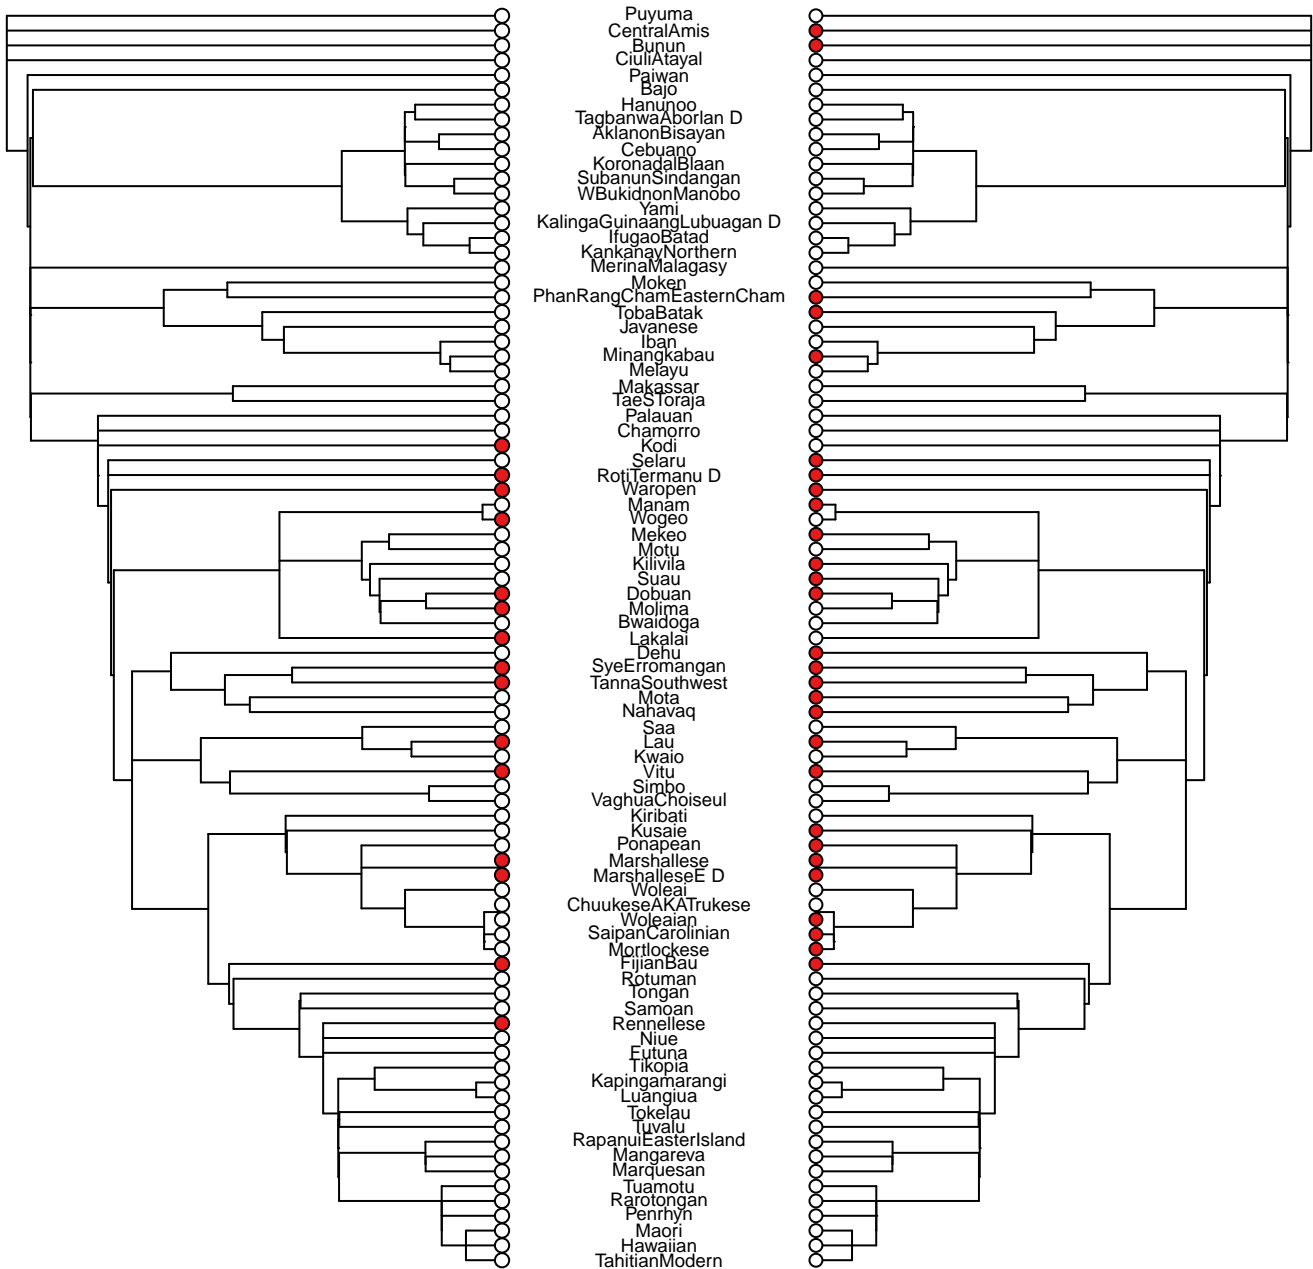 Puyuma
CentralAmis
Bunun
CiuliAtayal
Paiwan
Bajo
Hanunoo
TagbanwaAborlan D
AklanonBisayan
Cebuano
KoronadalBlaan
SubanunSindangan
WBukidnonManobo
Yami
KalingaGuinaangLubuagan D
IfugaoBatad
KankanayNorthern
MerinaMalagasy
Moken
PhanRangChamEasternCham
TobaBatak
Javanese
Iban
Minangkabau
Melayu
Makassar
TaeSToraja
Palauan
Chamorro
Kodi
Selaru
RotiTermanu D
Waropen
Manam
Wogeo
Mekeo
Motu
Kilivila
Suau
Dobuan
Molima
Bwaidoga
Lakalai
Dehu
SyeErromangan
TannaSouthwest
Mota
Nahavaq
Saa
Lau
Kwaio
Vitu
Simbo
VaghuaChoiseul
Kiribati
Kusaie
Ponapean
Marshallese
MarshalleseE D
Woleai
ChuukeseAKATrukese
Woleaian
SaipanCarolinian
Mortlockese
FijianBau
Rotuman
Tongan
Samoan
Rennellese
Niue
Futuna
Tikopia
Kapingamarangi
Luangiua
Tokelau
Tuvalu
RapanuiEasterIsland
Mangareva
Marquesan
Tuamotu
Rarotongan
Penrhyn
Maori
Hawaiian
TahitianModern